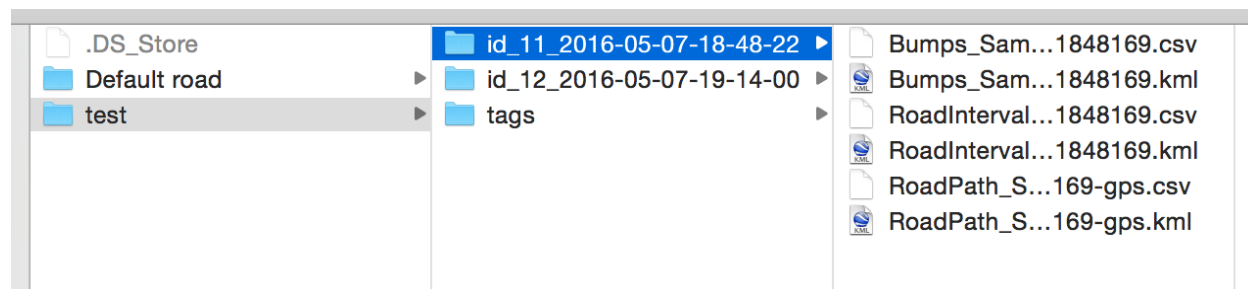 .DS_Store
Default road
test
id_11_2016-05-07-18-48-22
id_12_2016-05-07-19-14-00
tags
Bumps_Sam...1848169.csv
Bumps_Sam...1848169.kml
RoadInterval...1848169.csv
RoadInterval...1848169.kml
RoadPath_S...169-gps.csv
RoadPath_S...169-gps.kml
KML
KML
KML